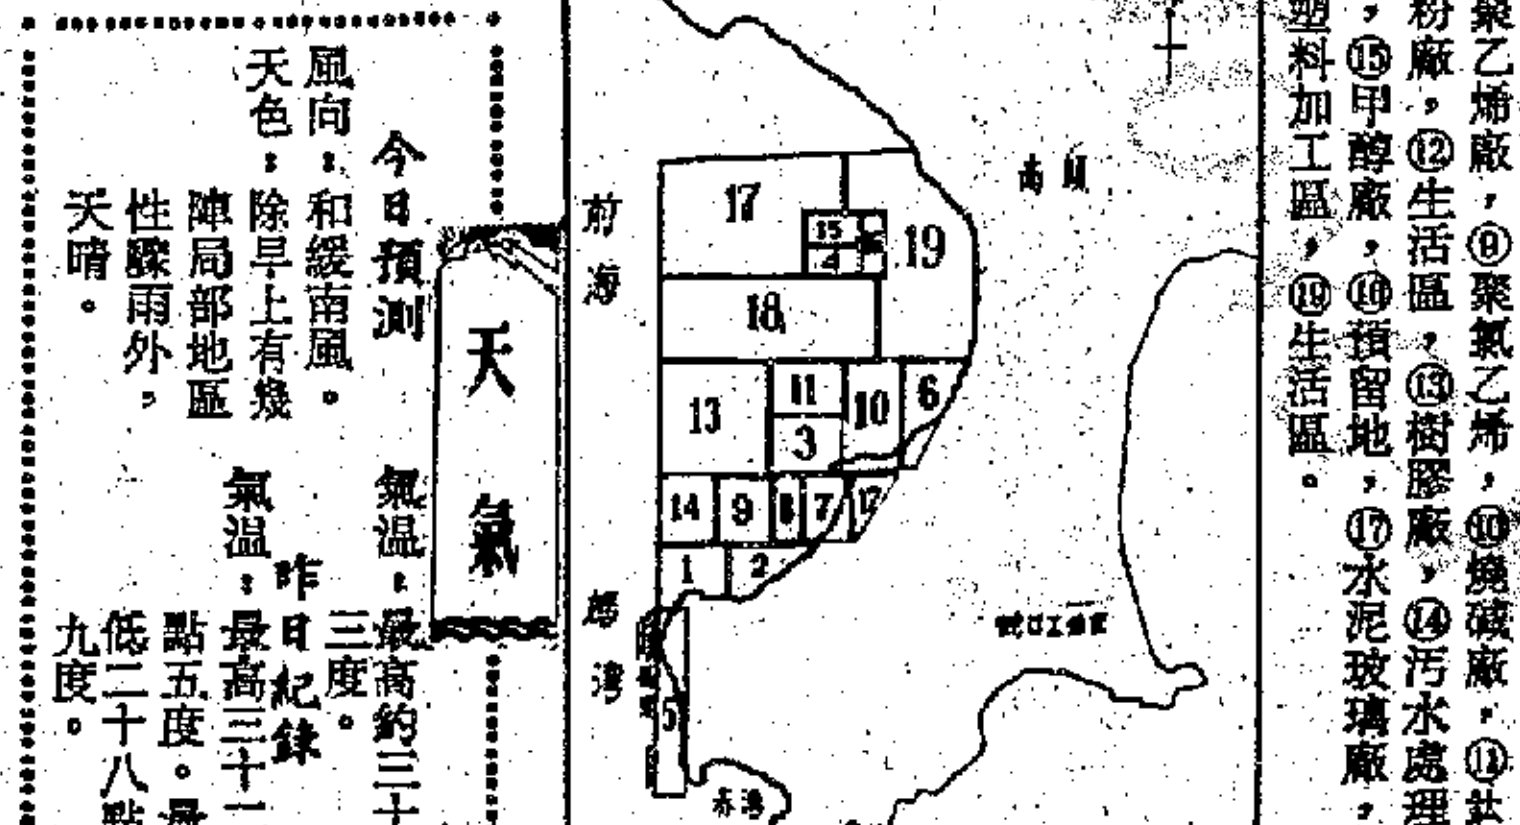 聚乙烯廠，⑧聚氯乙烯，⑩燒碱廠，⑪
粉廠，⑫生活區，⑬樹膠廠，⑭污水處理
，⑮甲醇廠，⑯預留地，⑰水泥玻璃廠，
塑料加工區，⑲生活區。
南頭
前海
媽灣
赤灣
17
15
4
19
18
13
11
3
10
6
14
9
8
7
12
1
2
5
天氣
今日預測
風向：和緩南風。
天色：除早上有幾
陣局部地區
性驟雨外，
天晴。
氣溫：最高約三十
三度。
昨日紀錄
氣溫：最高三十一
點五度。最
低二十八點
九度。